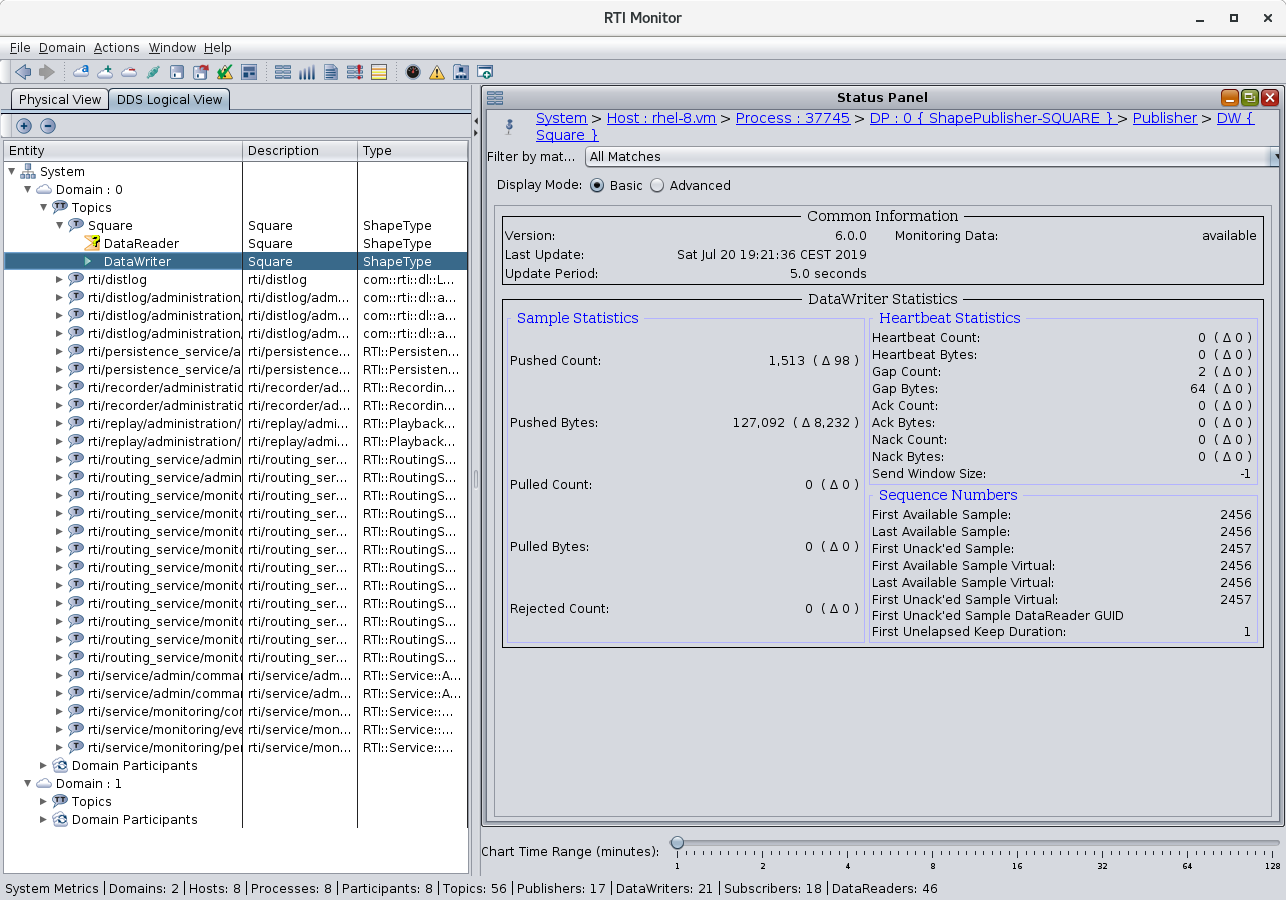 RTI Monitor
File Domain Actions Window Help
Physical View DDS Logical View
Entity Description Type
System
Domain : 0
Topics
Square Square ShapeType
DataReader Square ShapeType
DataWriter Square ShapeType
rti/distlog rti/distlog com::rti::dl::L...
rti/distlog/administration, rti/distlog/adm... com::rti::dl::a...
rti/distlog/administration, rti/distlog/adm... com::rti::dl::a...
rti/distlog/administration, rti/distlog/adm... com::rti::dl::a...
rti/persistence_service/a rti/persistence... RTI::Persisten...
rti/persistence_service/a rti/persistence... RTI::Persisten...
rti/recorder/administratic rti/recorder/ad... RTI::Recordin...
rti/recorder/administratic rti/recorder/ad... RTI::Recordin...
rti/replay/administration/ rti/replay/admi... RTI::Playback...
rti/replay/administration/ rti/replay/admi... RTI::Playback...
rti/routing_service/admin rti/routing_ser... RTI::RoutingS...
rti/routing_service/admin rti/routing_ser... RTI::RoutingS...
rti/routing_service/monito rti/routing_ser... RTI::RoutingS...
rti/routing_service/monito rti/routing_ser... RTI::RoutingS...
rti/routing_service/monito rti/routing_ser... RTI::RoutingS...
rti/routing_service/monito rti/routing_ser... RTI::RoutingS...
rti/routing_service/monito rti/routing_ser... RTI::RoutingS...
rti/routing_service/monito rti/routing_ser... RTI::RoutingS...
rti/routing_service/monito rti/routing_ser... RTI::RoutingS...
rti/routing_service/monito rti/routing_ser... RTI::RoutingS...
rti/routing_service/monito rti/routing_ser... RTI::RoutingS...
rti/routing_service/monito rti/routing_ser... RTI::RoutingS...
rti/service/admin/commar rti/service/adm... RTI::Service::A...
rti/service/admin/commar rti/service/adm... RTI::Service::A...
rti/service/monitoring/cor rti/service/mon... RTI::Service::...
rti/service/monitoring/eve rti/service/mon... RTI::Service::...
rti/service/monitoring/per rti/service/mon... RTI::Service::...
Domain Participants
Domain : 1
Topics
Domain Participants
Status Panel
System > Host : rhel-8.vm > Process : 37745 > DP : 0 { ShapePublisher-SQUARE } > Publisher > DW {
Square }
Filter by mat... All Matches
Display Mode: Basic Advanced
Common Information
Version: 6.0.0 Monitoring Data: available
Last Update: Sat Jul 20 19:21:36 CEST 2019
Update Period: 5.0 seconds
DataWriter Statistics
Sample Statistics
Pushed Count: 1,513 ( Δ 98 )
Pushed Bytes: 127,092 ( Δ 8,232 )
Pulled Count: 0 ( Δ 0 )
Pulled Bytes: 0 ( Δ 0 )
Rejected Count: 0 ( Δ 0 )
Heartbeat Statistics
Heartbeat Count: 0 ( Δ 0 )
Heartbeat Bytes: 0 ( Δ 0 )
Gap Count: 2 ( Δ 0 )
Gap Bytes: 64 ( Δ 0 )
Ack Count: 0 ( Δ 0 )
Ack Bytes: 0 ( Δ 0 )
Nack Count: 0 ( Δ 0 )
Nack Bytes: 0 ( Δ 0 )
Send Window Size: -1
Sequence Numbers
First Available Sample: 2456
Last Available Sample: 2456
First Unack'ed Sample: 2457
First Available Sample Virtual: 2456
Last Available Sample Virtual: 2456
First Unack'ed Sample Virtual: 2457
First Unack'ed Sample DataReader GUID
First Unelapsed Keep Duration: 1
Chart Time Range (minutes):
1 2 4 8 16 32 64 128
System Metrics | Domains: 2 | Hosts: 8 | Processes: 8 | Participants: 8 | Topics: 56 | Publishers: 17 | DataWriters: 21 | Subscribers: 18 | DataReaders: 46